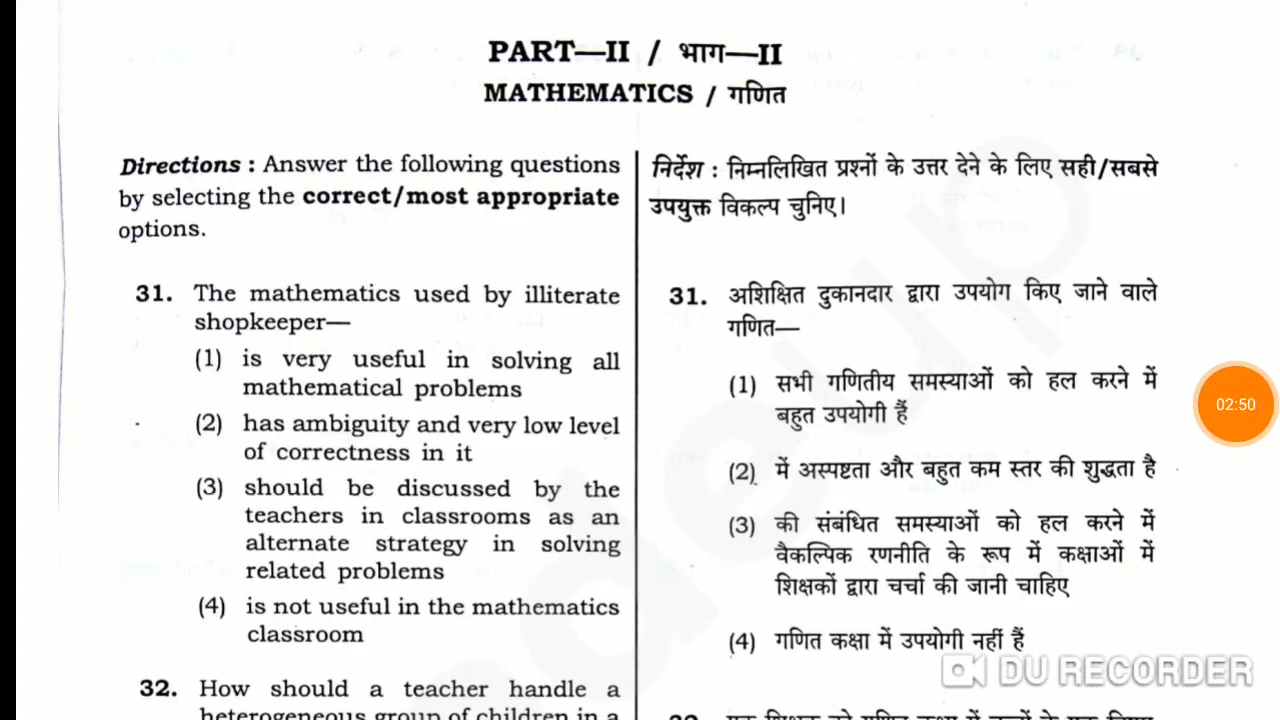 PART—II / भाग—II
MATHEMATICS / गणित
Directions : Answer the following questions
by selecting the correct/most appropriate
options.
31. The mathematics used by illiterate
shopkeeper—
(1) is very useful in solving all
mathematical problems
(2) has ambiguity and very low level
of correctness in it
(3) should be discussed by the
teachers in classrooms as an
alternate strategy in solving
related problems
(4) is not useful in the mathematics
classroom
32. How should a teacher handle a
heterogeneous group of children in a
निर्देश : निम्नलिखित प्रश्नों के उत्तर देने के लिए सही/सबसे
उपयुक्त विकल्प चुनिए।
31. अशिक्षित दुकानदार द्वारा उपयोग किए जाने वाले
गणित—
(1) सभी गणितीय समस्याओं को हल करने में
बहुत उपयोगी हैं
(2) में अस्पष्टता और बहुत कम स्तर की शुद्धता है
(3) की संबंधित समस्याओं को हल करने में
वैकल्पिक रणनीति के रूप में कक्षाओं में
शिक्षकों द्वारा चर्चा की जानी चाहिए
(4) गणित कक्षा में उपयोगी नहीं हैं
02:50
DU RECORDER